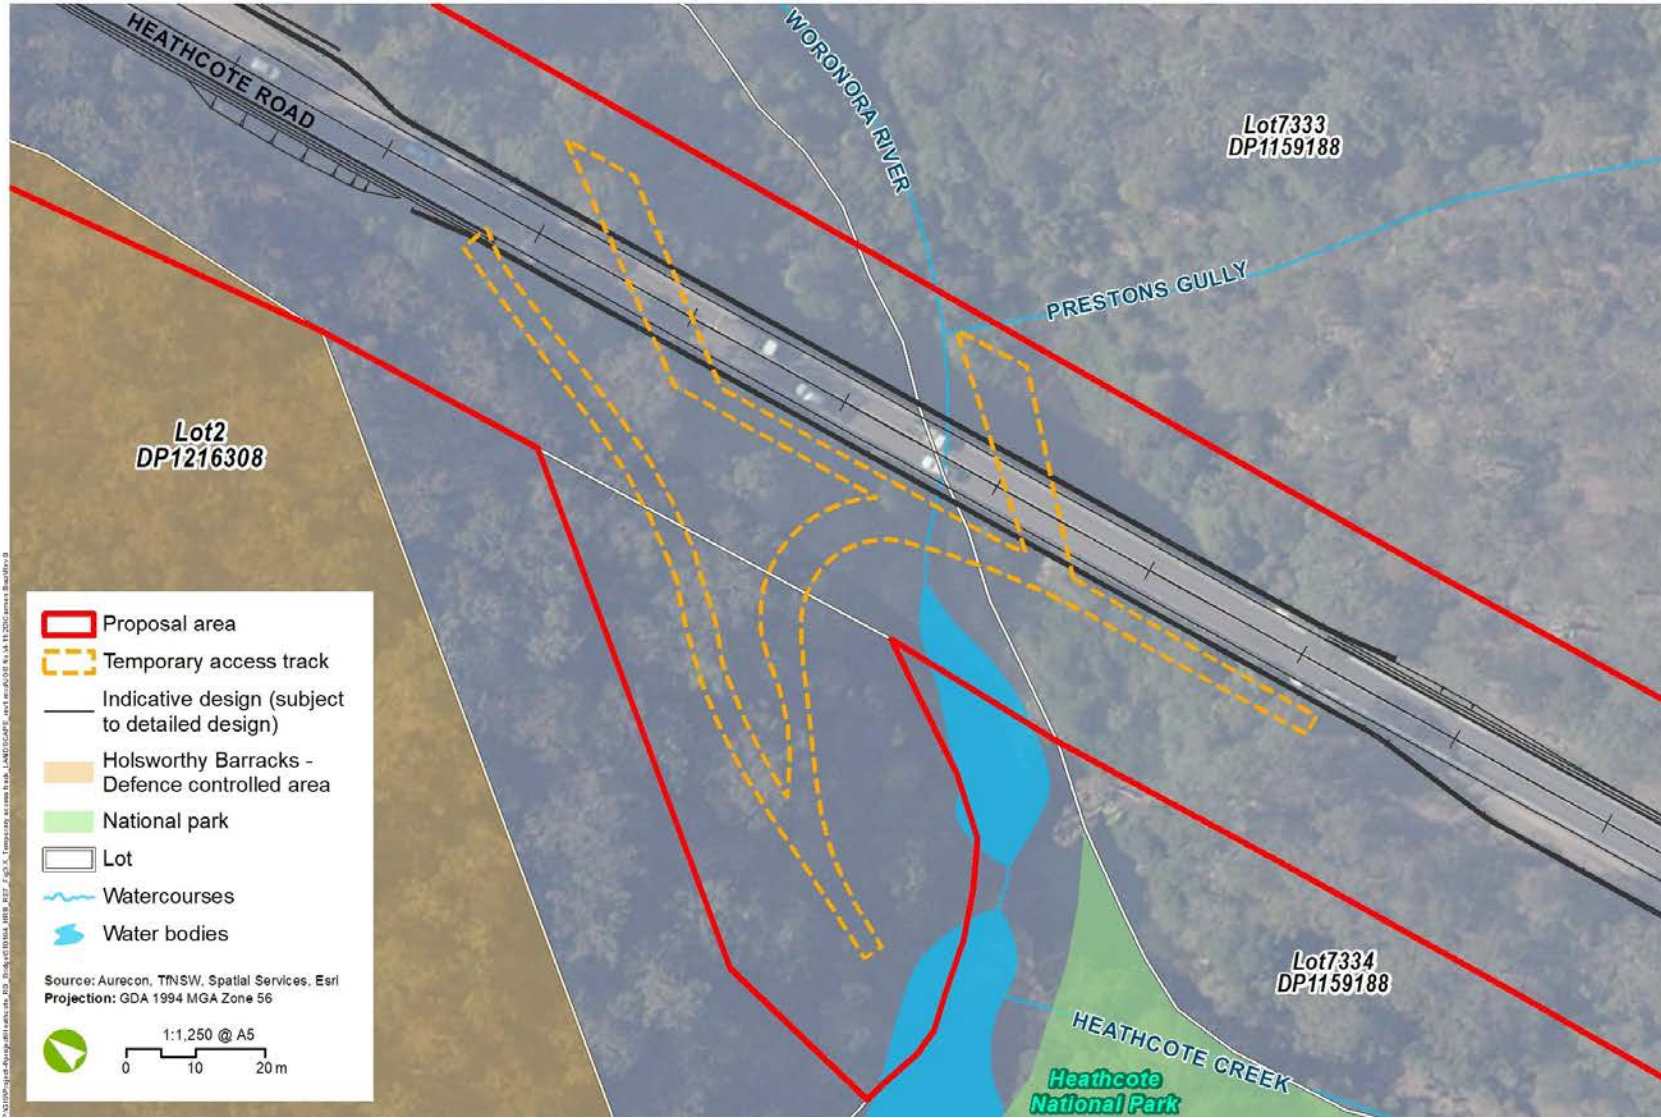 HEATHCOTE ROAD
WORONORA RIVER
Lot7333
DP1159188
PRESTONS GULLY
Lot2
DP1216308
Proposal area
Temporary access track
Indicative design (subject
to detailed design)
Holsworthy Barracks -
Defence controlled area
National park
Lot
Watercourses
Water bodies
Source: Aurecon, TfNSW, Spatial Services, Esri
Projection: GDA 1994 MGA Zone 56
1:1,250 @ A5
0 10 20 m
Lot7334
DP1159188
HEATHCOTE CREEK
Heathcote
National Park